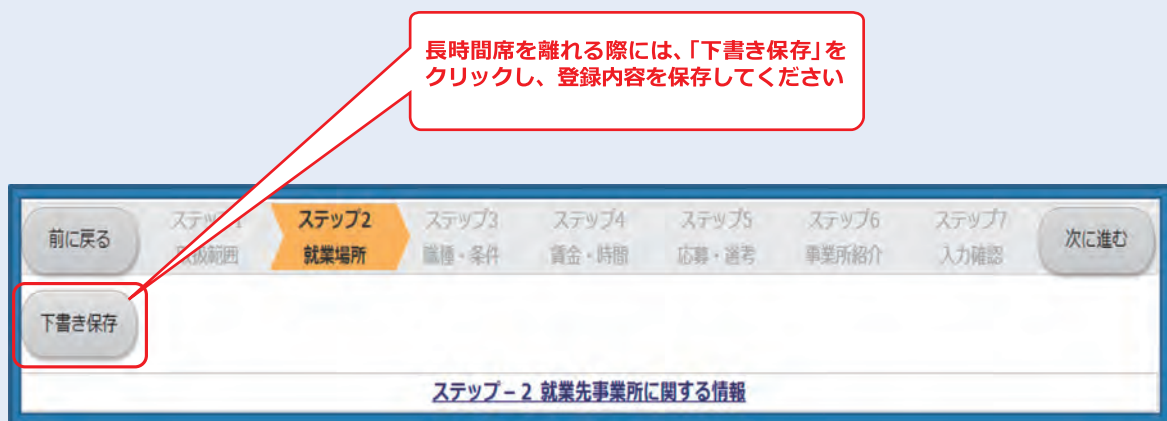 長時間席を離れる際には、「下書き保存」を
クリックし、登録内容を保存してください
前に戻る
ステップ2
就業場所
ステップ3
職種・条件
ステップ4
賃金・時間
ステップ5
応募・選考
ステップ6
事業所紹介
ステップ7
入力確認
次に進む
下書き保存
ステップ－2 就業先事業所に関する情報